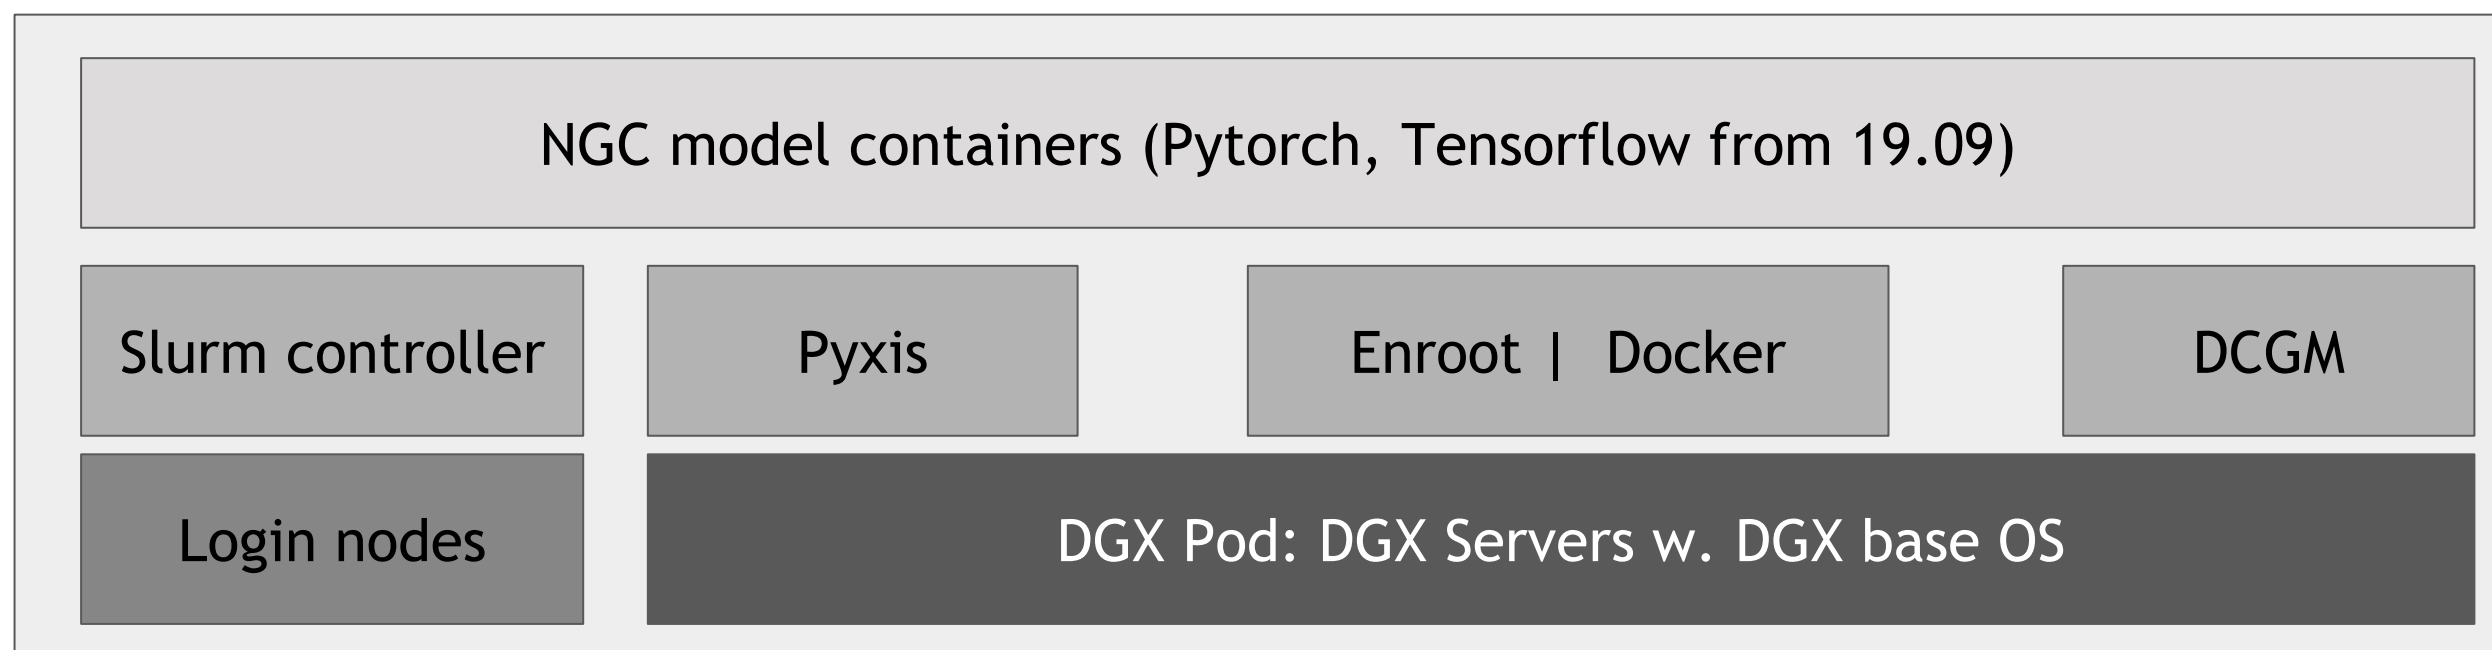 NGC model containers (Pytorch, Tensorflow from 19.09)
Slurm controller
Pyxis
Enroot | Docker
DCGM
Login nodes
DGX Pod: DGX Servers w. DGX base OS